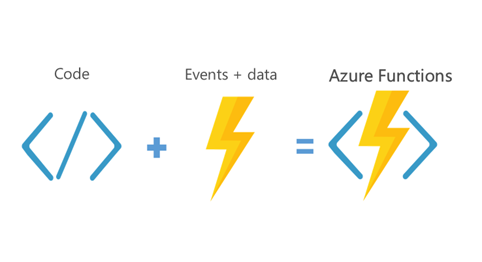 Code
Events + data
Azure Functions